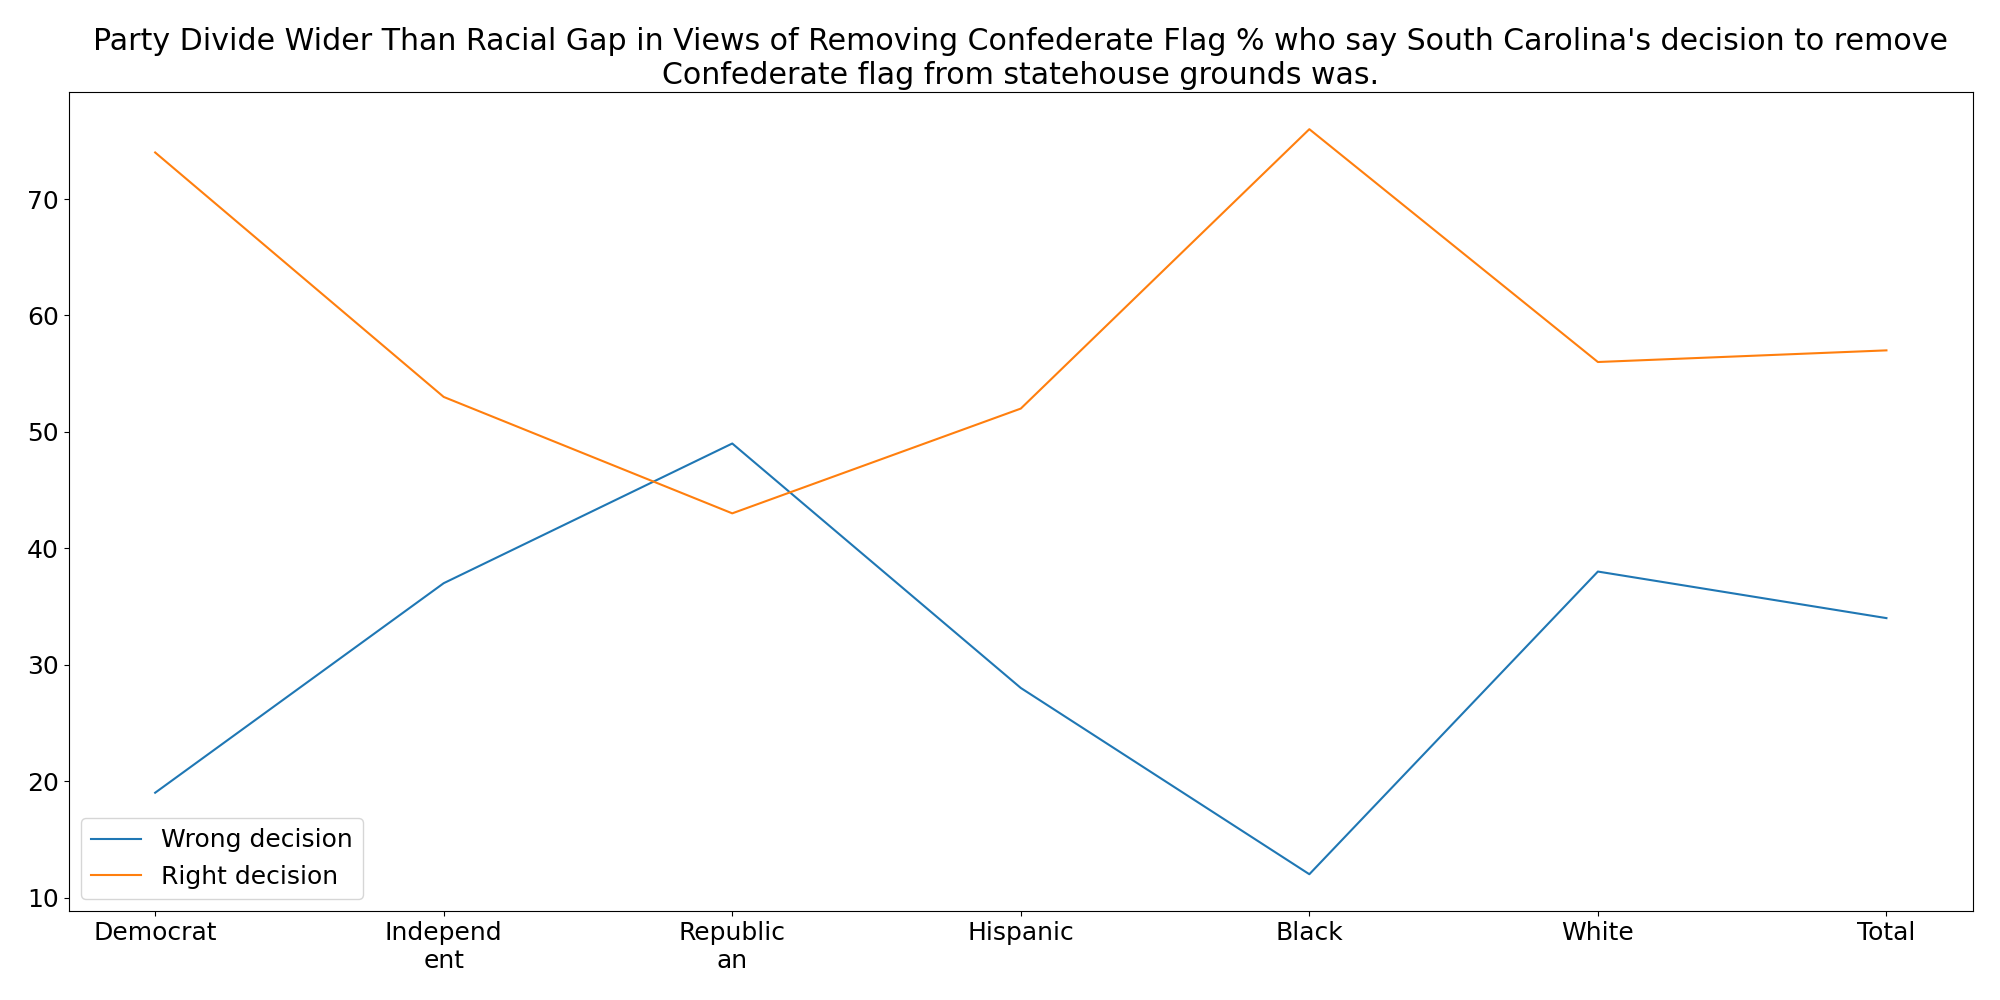 Party Divide Wider Than Racial Gap in Views of Removing Confederate Flag % who say South Carolina's decision to remove
Confederate flag from statehouse grounds was.
70
60
50
40
30
20
10
Wrong decision
Right decision
Democrat
Independ
ent
Republic
an
Hispanic
Black
White
Total